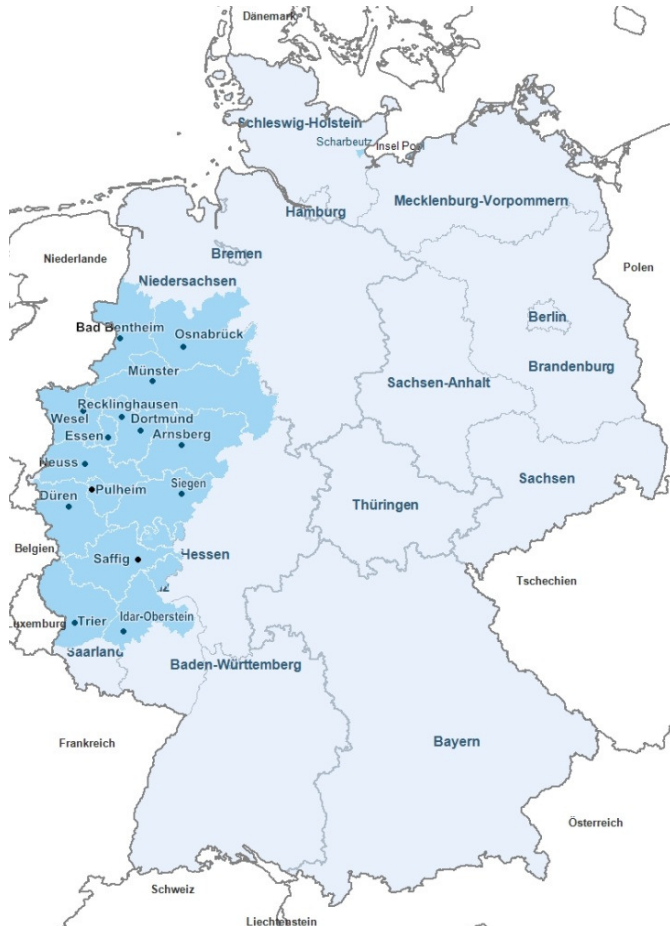 Dänemark
Schleswig-Holstein
Scharbeutz
Insel Poel
Mecklenburg-Vorpommern
Hamburg
Bremen
Niederlande
Polen
Niedersachsen
Berlin
Bad Bentheim
Osnabrück
Brandenburg
Münster
Sachsen-Anhalt
Recklinghausen
Wesel
Dortmund
Essen
Arnsberg
Neuss
Sachsen
Siegen
Pulheim
Düren
Thüringen
Belgien
Hessen
Saffig
Tschechien
Idar-Oberstein
Trier
Luxemburg
Saarland
Baden-Württemberg
Frankreich
Bayern
Österreich
Schweiz
Liechtenstein